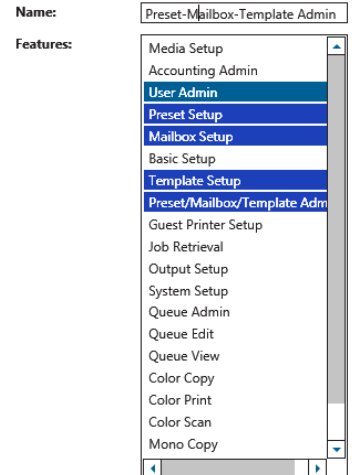 Name:
Preset-Mailbox-Template Admin
Features:
Media Setup
Accounting Admin
User Admin
Preset Setup
Mailbox Setup
Basic Setup
Template Setup
Preset/Mailbox/Template Adm
Guest Printer Setup
Job Retrieval
Output Setup
System Setup
Queue Admin
Queue Edit
Queue View
Color Copy
Color Print
Color Scan
Mono Copy